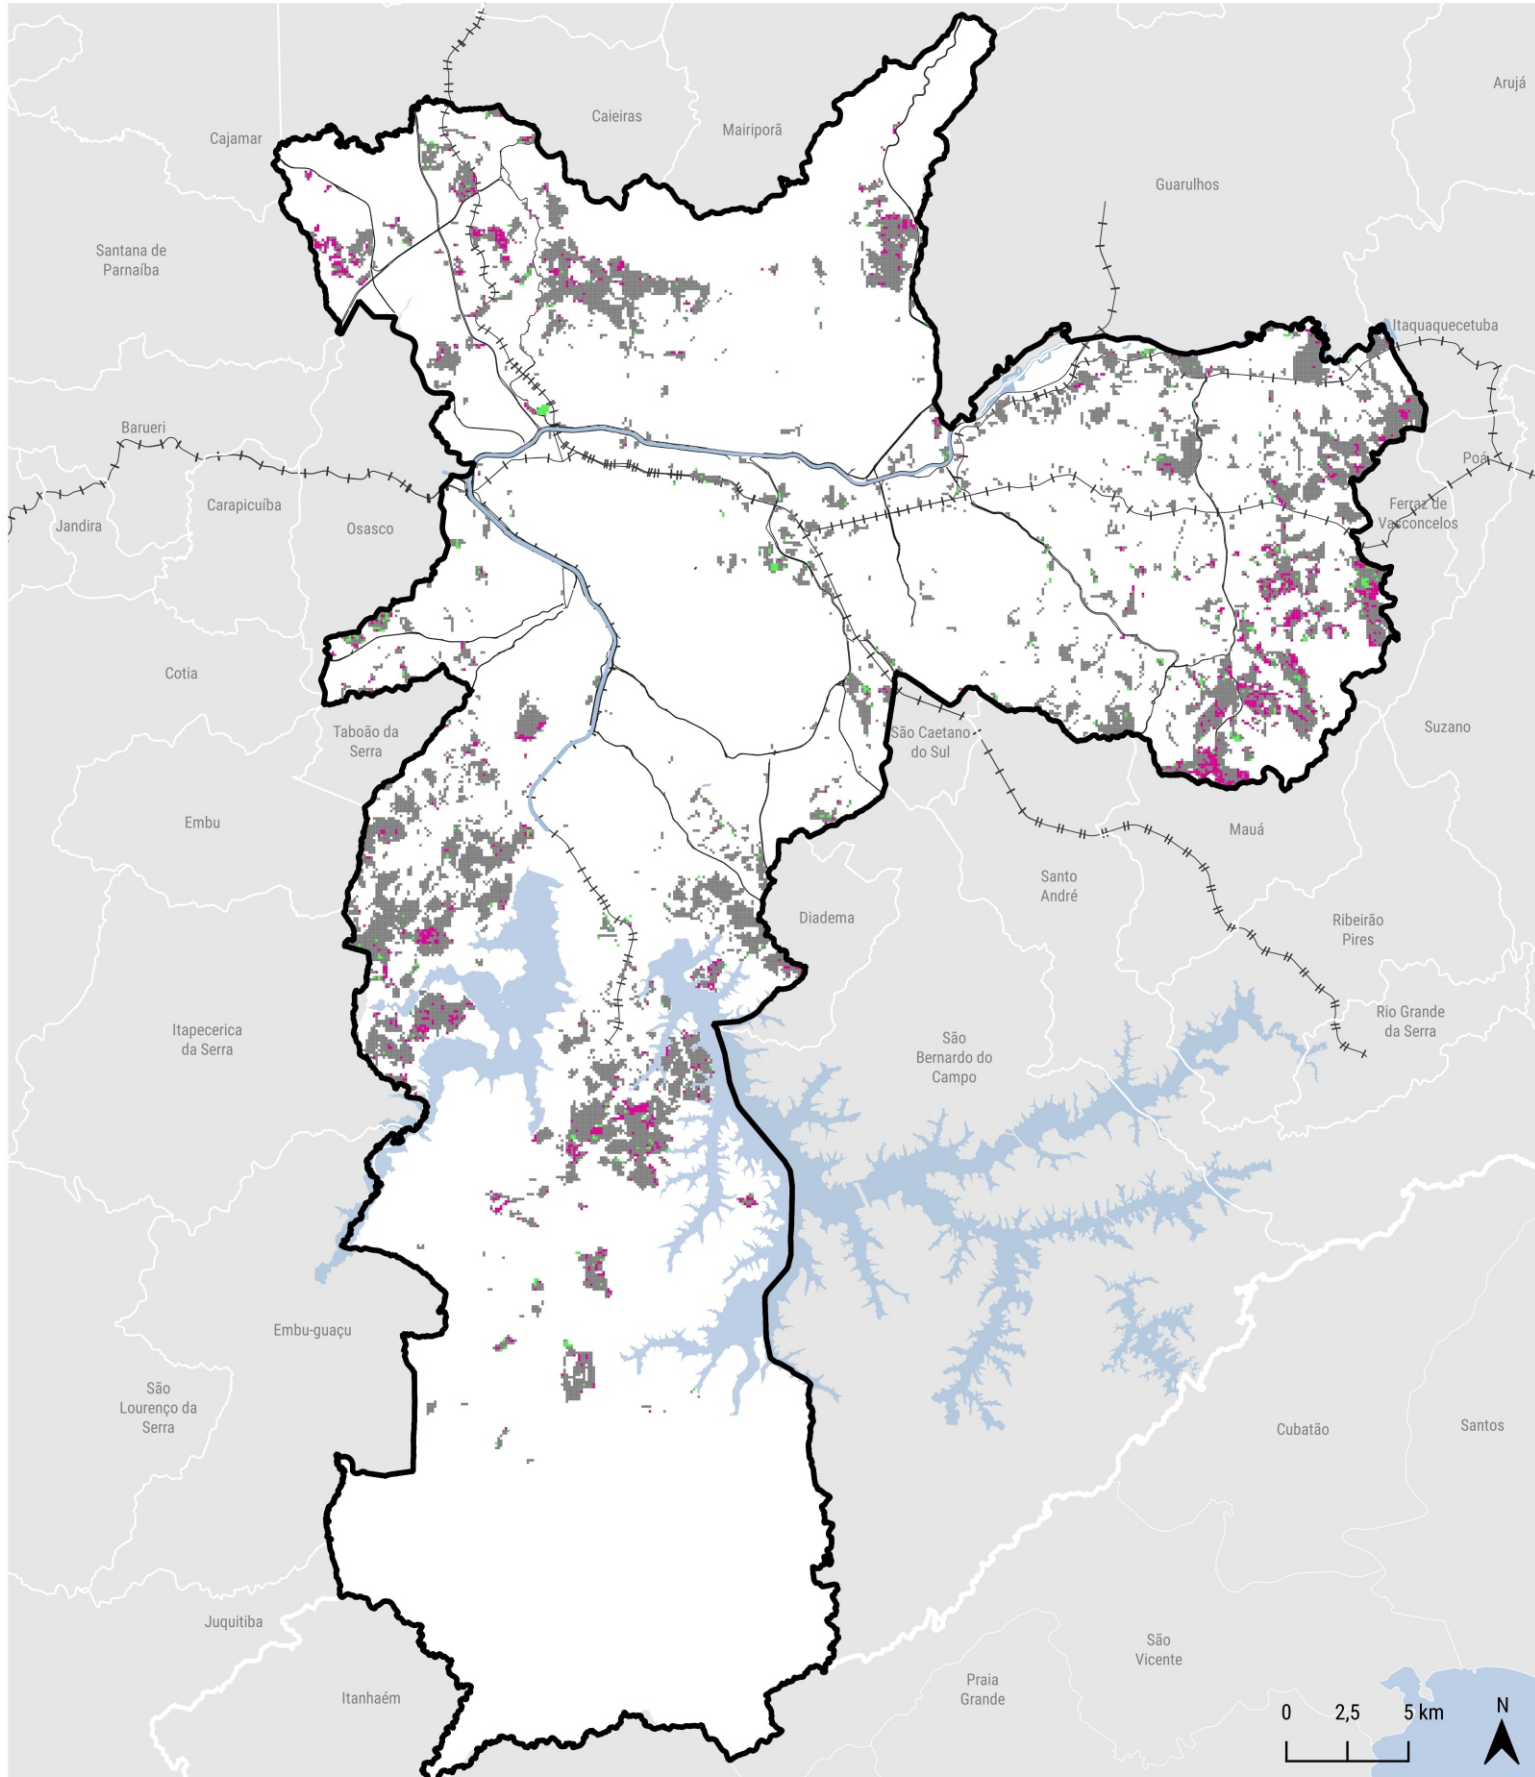 Arujá
Caieiras
Mairiporã
Cajamar
Guarulhos
Santana de
Parnaíba
Itaquaquecetuba
Barueri
Poá
Carapicuíba
Jandira
Osasco
Ferraz de
Vasconcelos
Cotia
Taboão da
Serra
São Caetano
do Sul
Suzano
Embu
Mauá
Santo
André
Diadema
Ribeirão
Pires
Itapecerica
da Serra
Rio Grande
da Serra
São
Bernardo do
Campo
Embu-guaçu
São
Lourenço da
Serra
Cubatão
Santos
Juquitiba
São
Vicente
Praia
Grande
Itanhaém
0 2,5 5 km
N